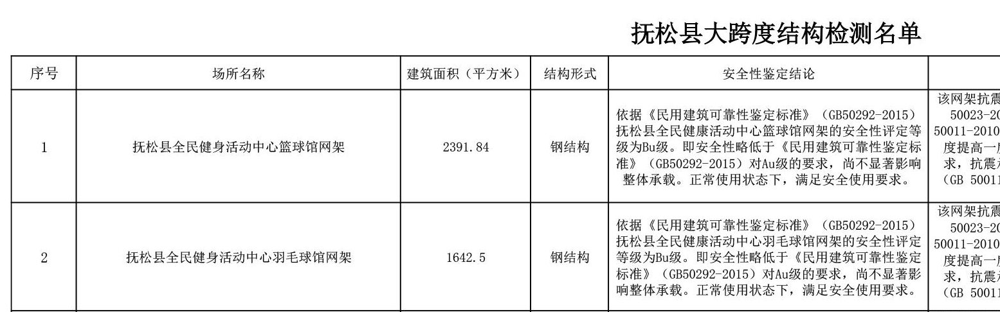 抚松县大跨度结构检测名单
序号 场所名称 建筑面积（平方米） 结构形式 安全性鉴定结论
1 抚松县全民健身活动中心篮球馆网架 2391.84 钢结构
依据《民用建筑可靠性鉴定标准》（GB50292-2015）
抚松县全民健康活动中心篮球馆网架的安全性评定等
级为Bu级。即安全性略低于《民用建筑可靠性鉴定标
准》（GB50292-2015）对Au级的要求，尚不显著影响
整体承载。正常使用状态下，满足安全使用要求。
该网架抗震
50023-20
50011-2010
度提高一度
求，抗震承
（GB 50011
2 抚松县全民健身活动中心羽毛球馆网架 1642.5 钢结构
依据《民用建筑可靠性鉴定标准》（GB50292-2015）
抚松县全民健康活动中心羽毛球馆网架的安全性评定
等级为Bu级。即安全性略低于《民用建筑可靠性鉴定
标准》（GB50292-2015）对Au级的要求，尚不显著影
响整体承载。正常使用状态下，满足安全使用要求。
该网架抗震
50023-20
50011-2010
度提高一度
求，抗震承
（GB 50011